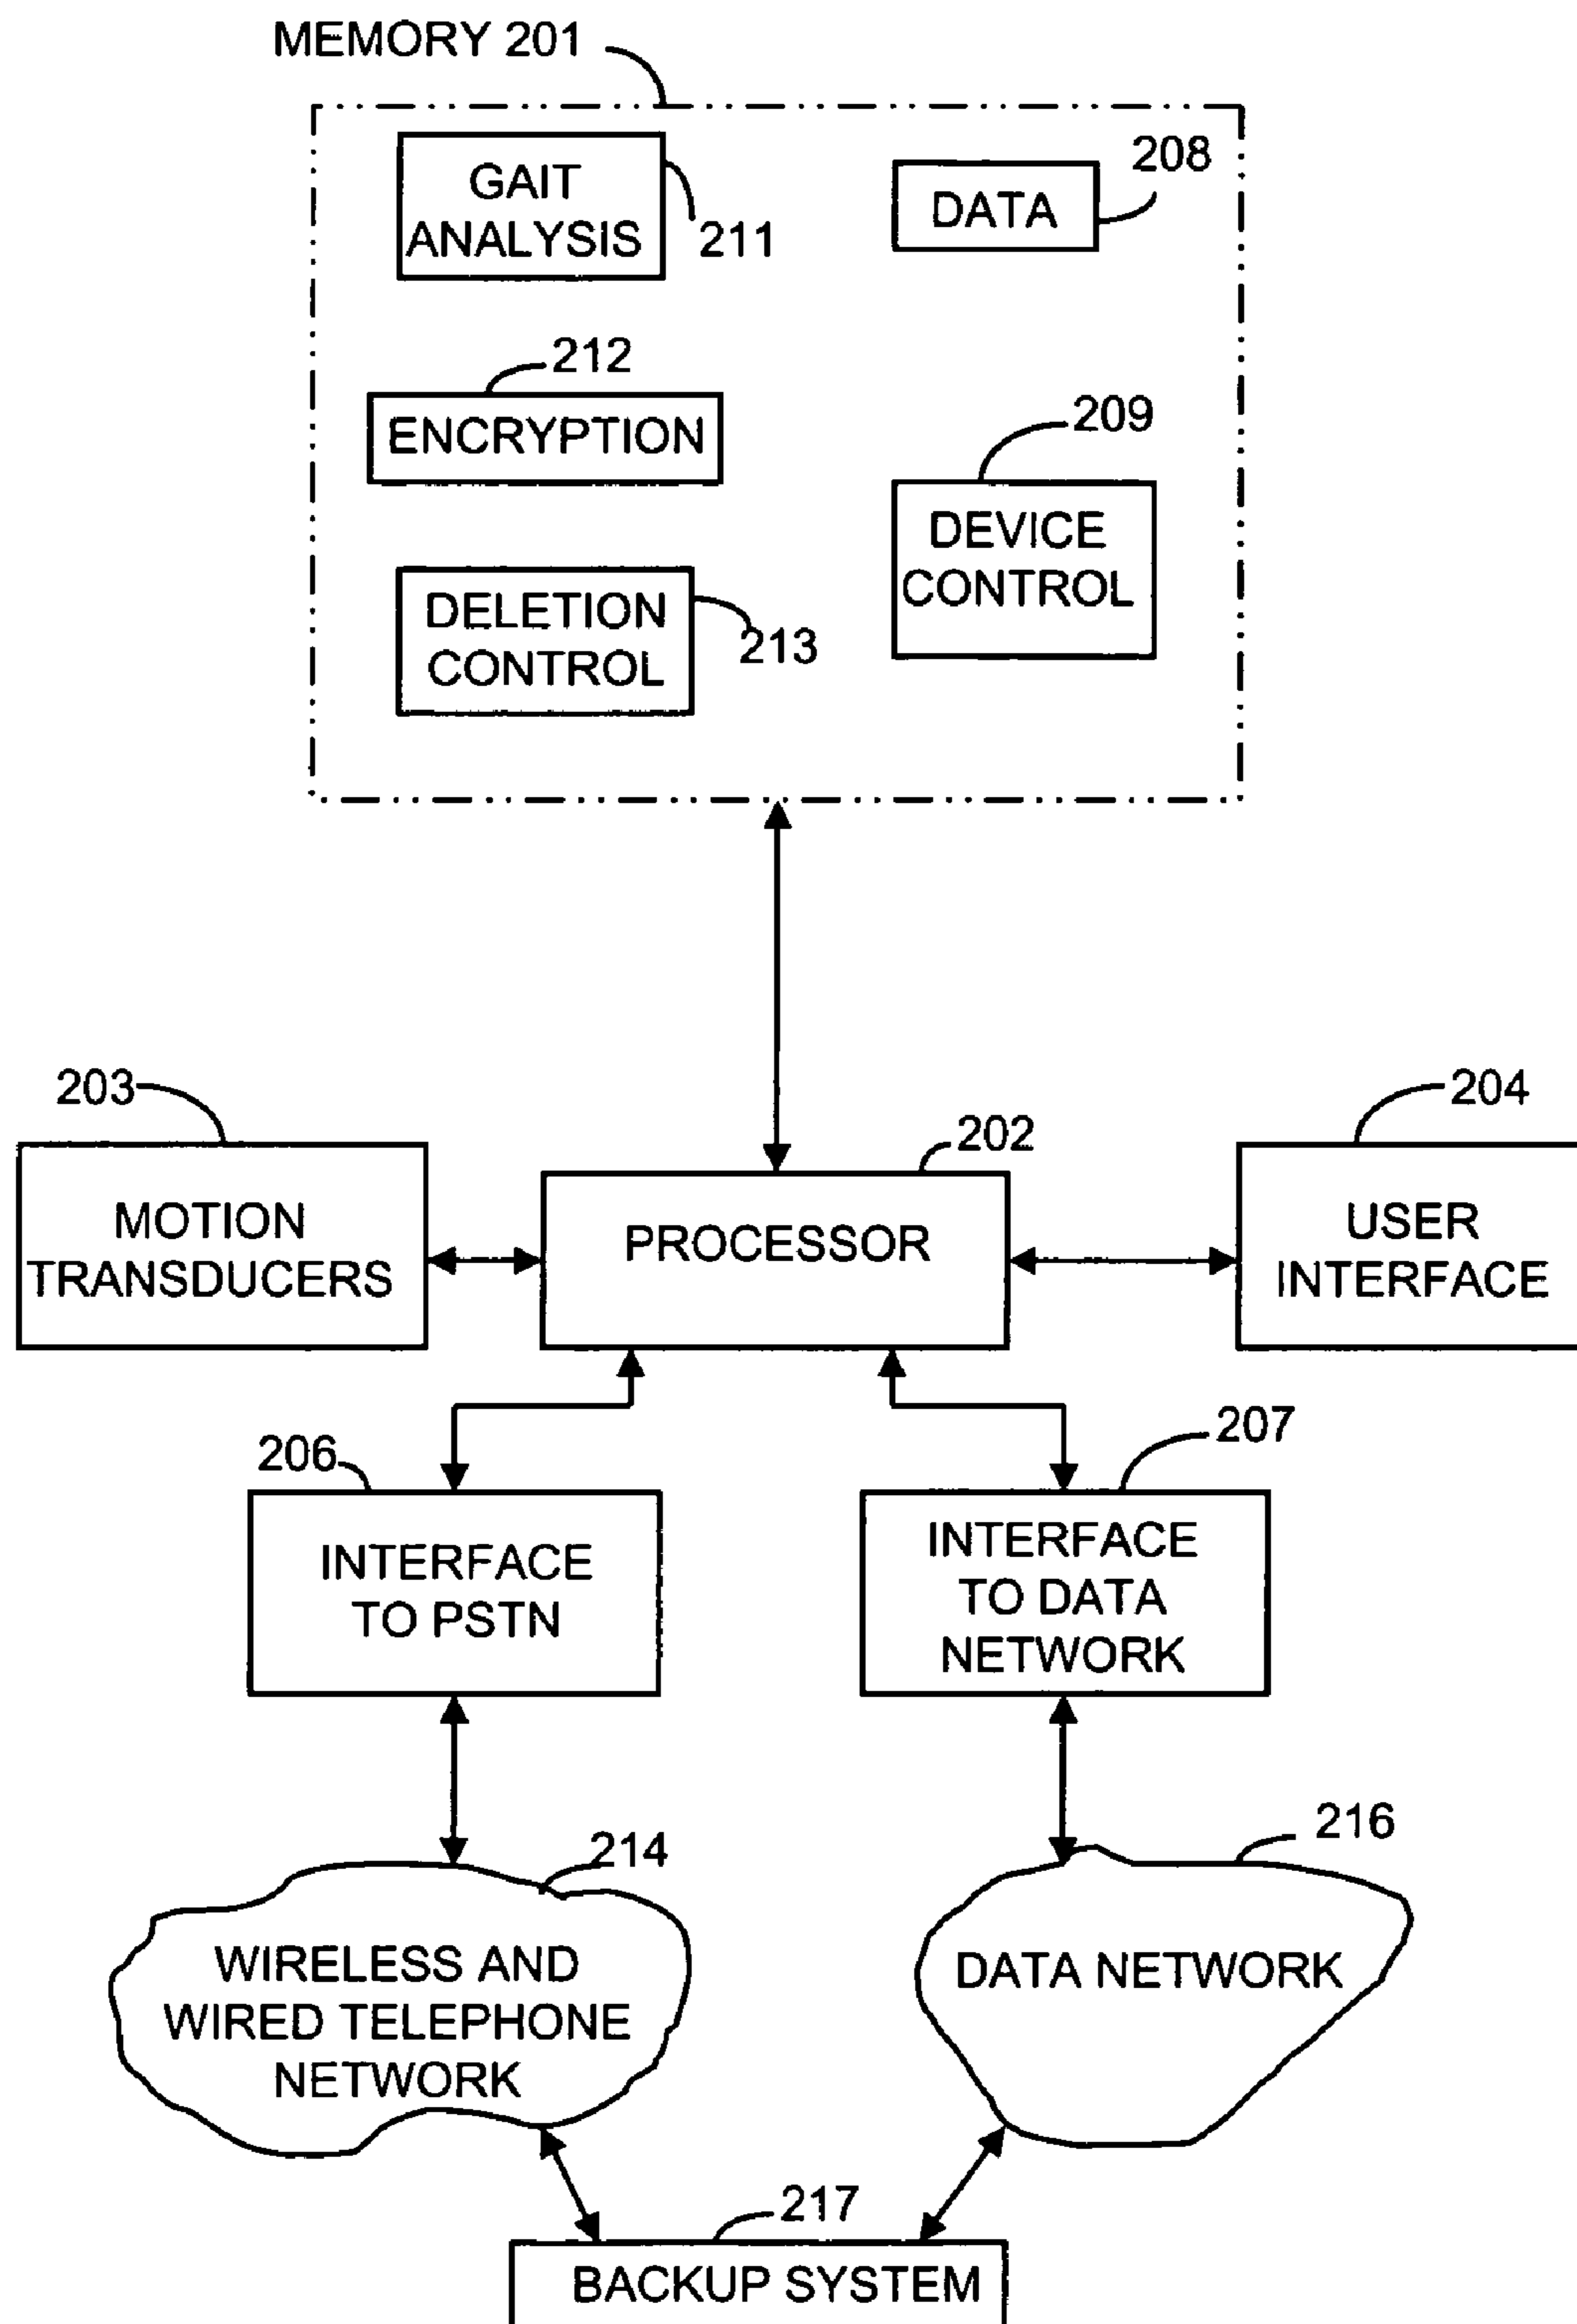 MEMORY 201
GAIT
ANALYSIS
211
DATA
208
212
ENCRYPTION
209
DEVICE
CONTROL
DELETION
CONTROL
213
203
MOTION
TRANSDUCERS
202
PROCESSOR
204
USER
INTERFACE
206
INTERFACE
TO PSTN
207
INTERFACE
TO DATA
NETWORK
214
WIRELESS AND
WIRED TELEPHONE
NETWORK
216
DATA NETWORK
217
BACKUP SYSTEM